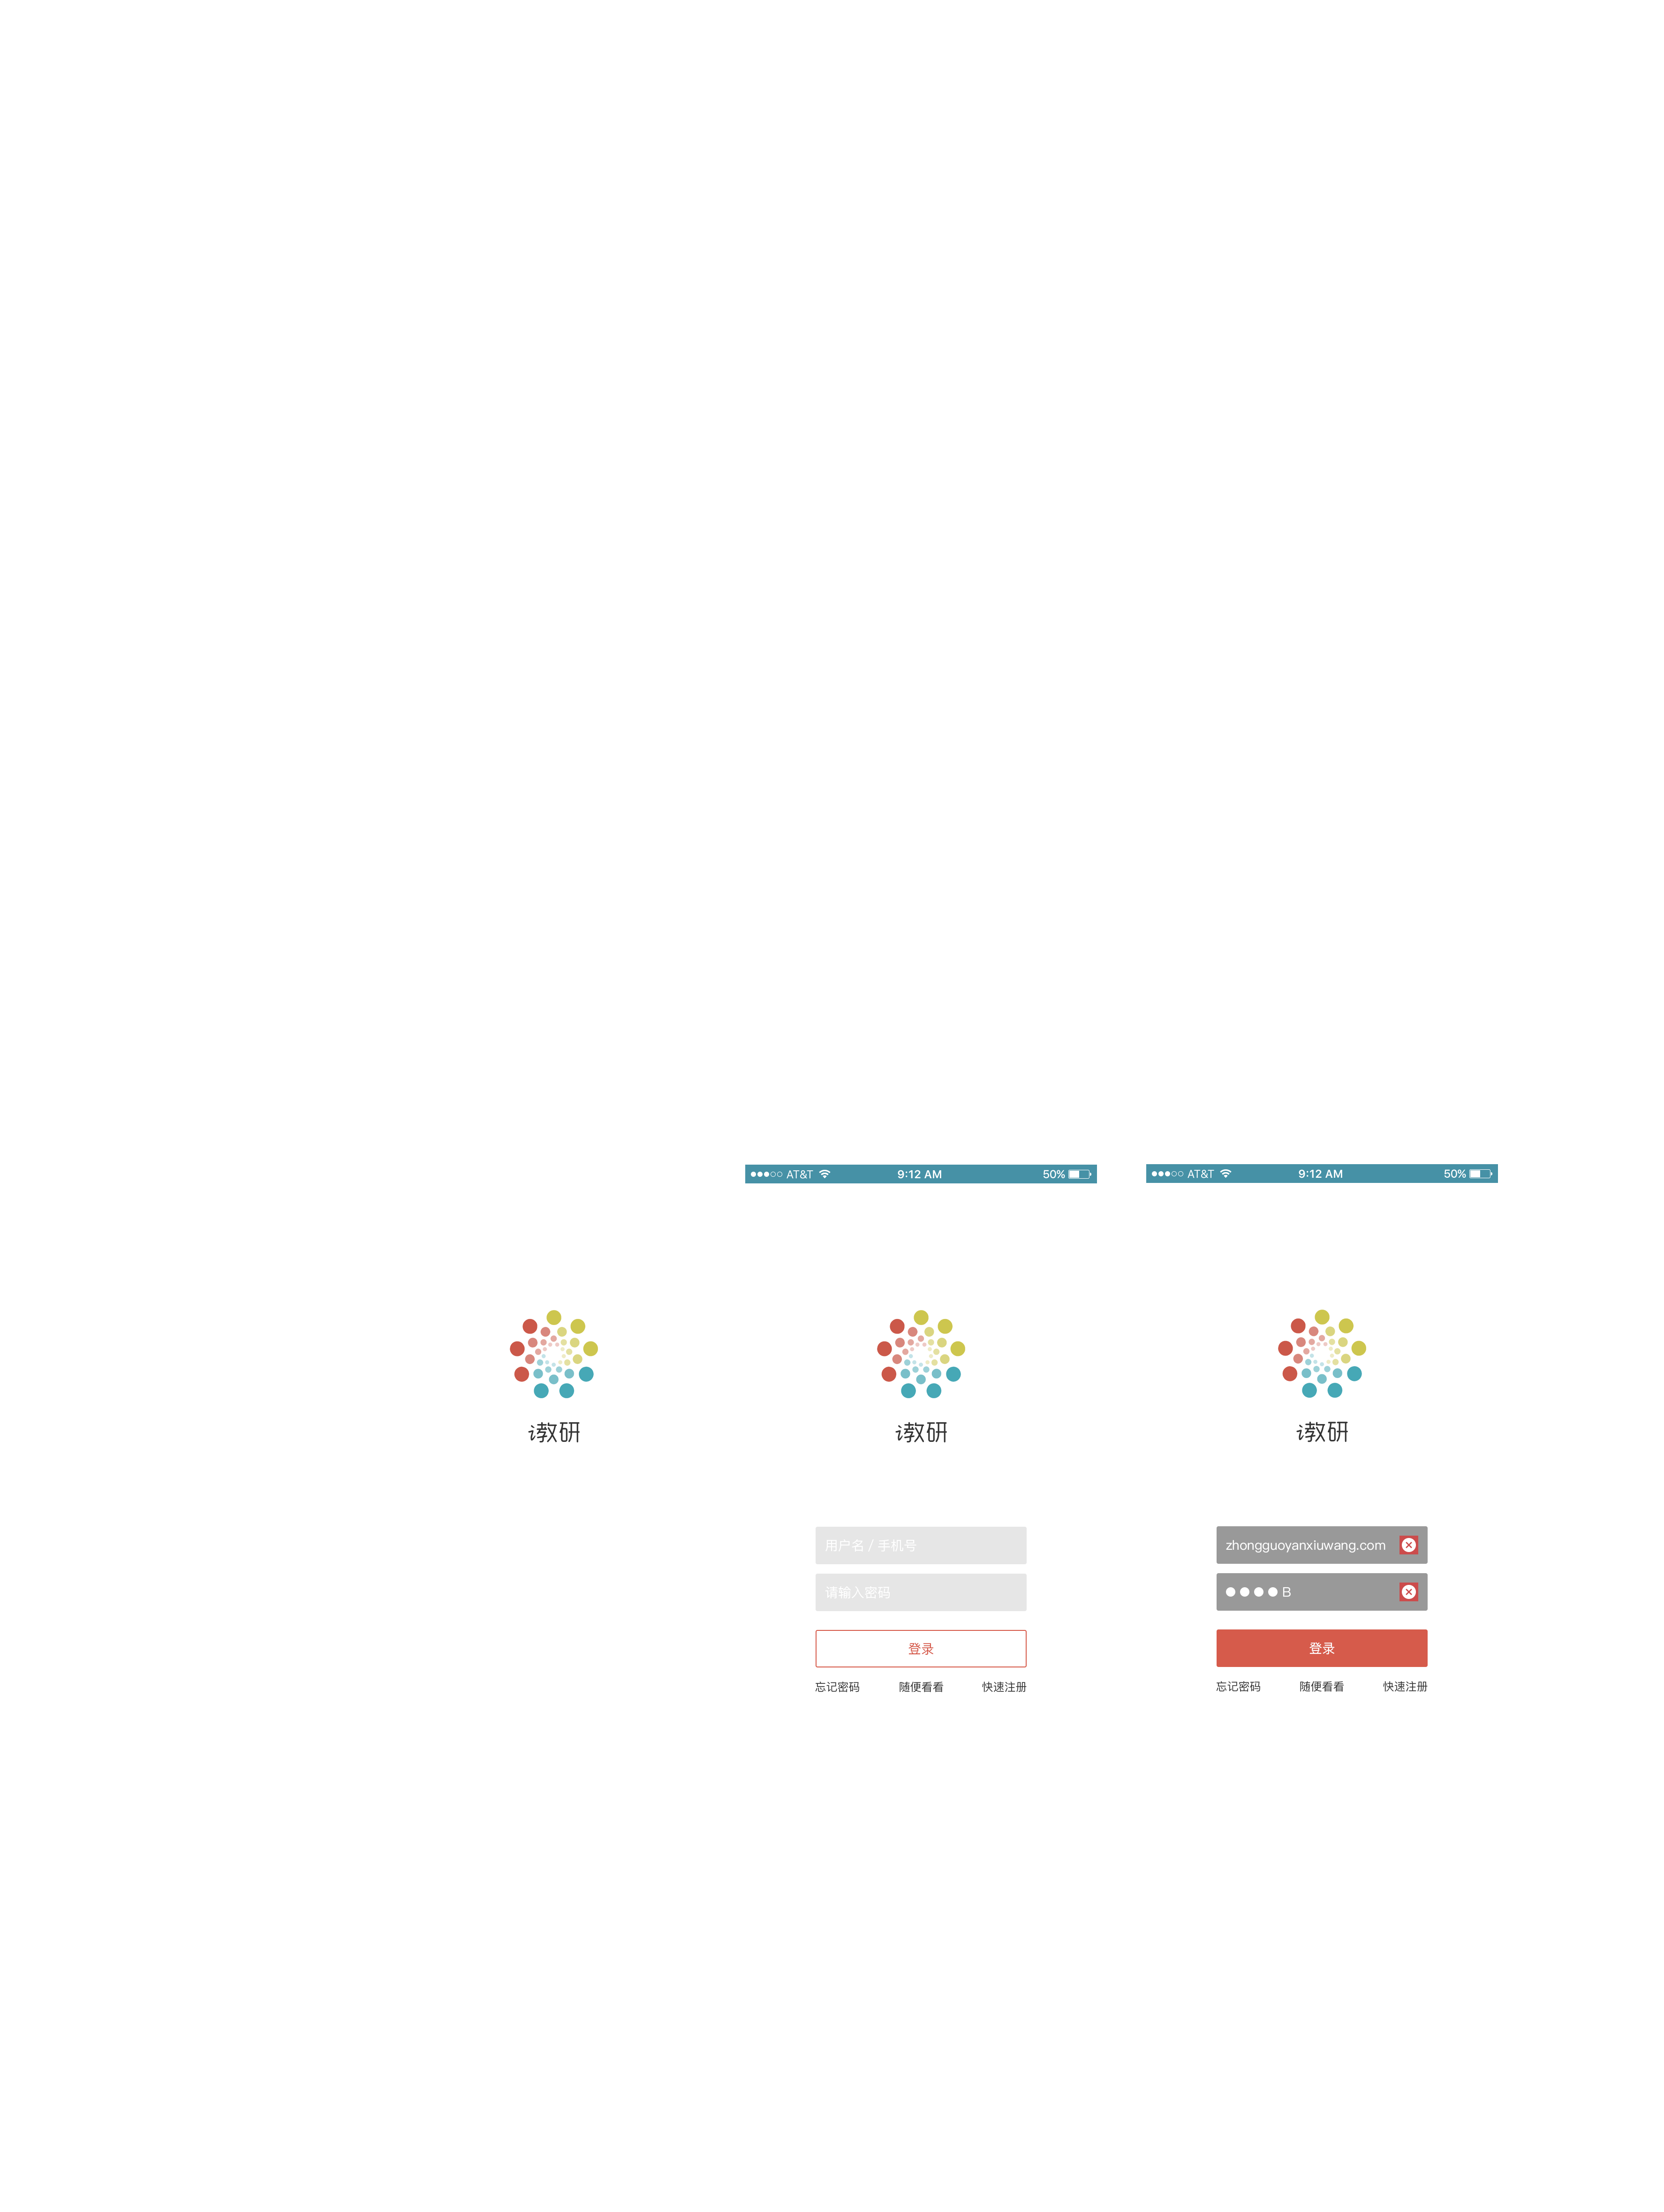 AT&T 9:12 AM 50%
AT&T 9:12 AM 50%
教研
教研
教研
用户名 / 手机号
请输入密码
登录
忘记密码 随便看看 快速注册
zhongguoyanxiuwang.com
●●●● B
登录
忘记密码 随便看看 快速注册